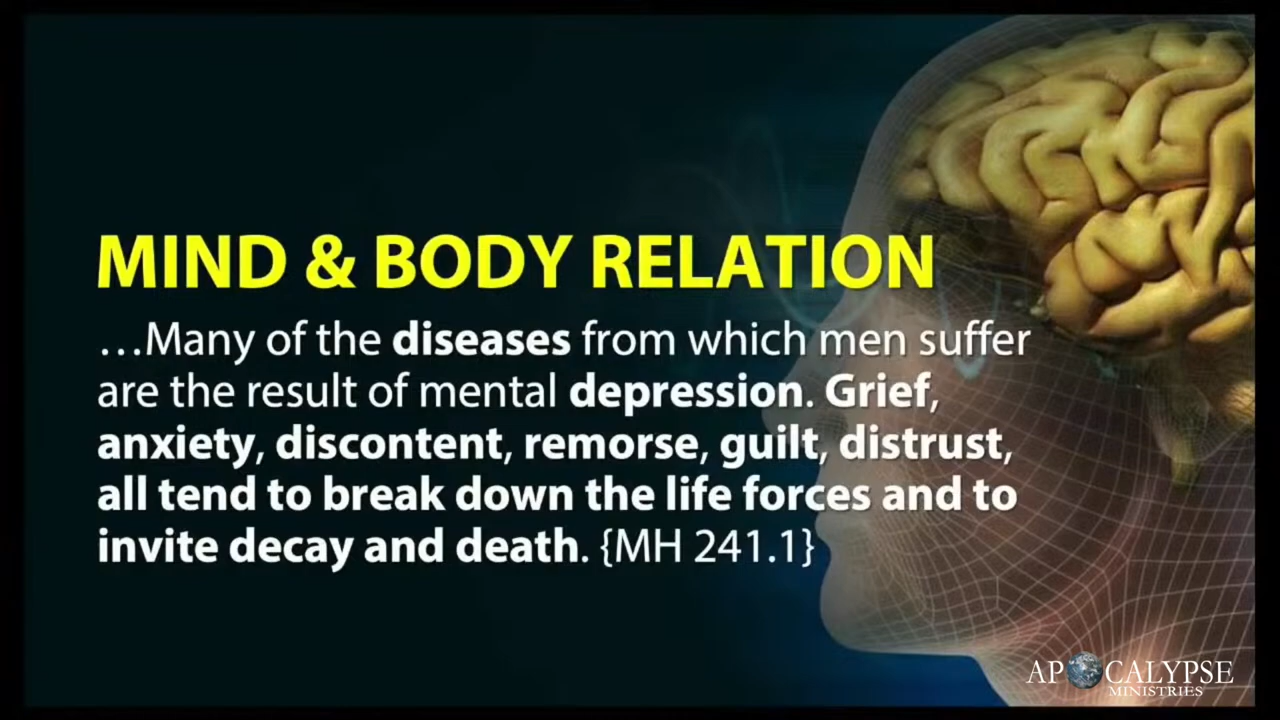 MIND & BODY RELATION
…Many of the diseases from which men suffer
are the result of mental depression. Grief,
anxiety, discontent, remorse, guilt, distrust,
all tend to break down the life forces and to
invite decay and death. {MH 241.1}
APOCALYPSE
MINISTRIES